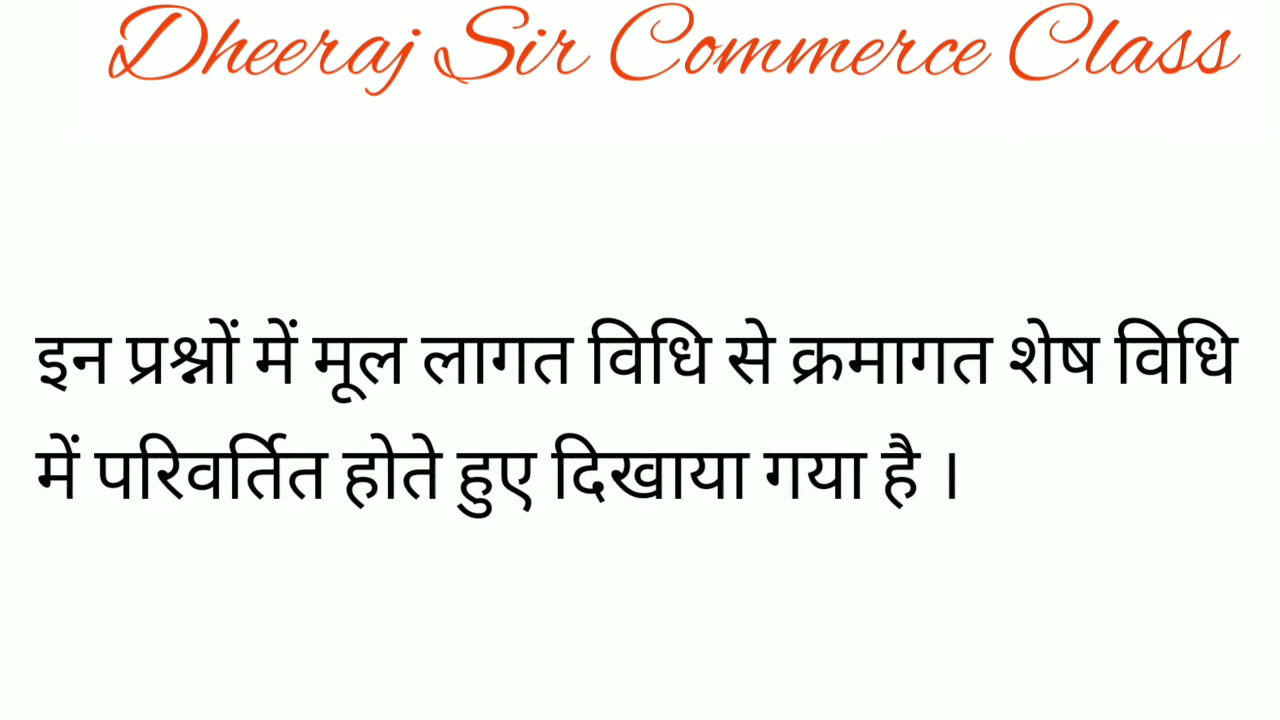 Dheeraj Sir Commerce Class
इन प्रश्नों में मूल लागत विधि से क्रमागत शेष विधि
में परिवर्तित होते हुए दिखाया गया है ।